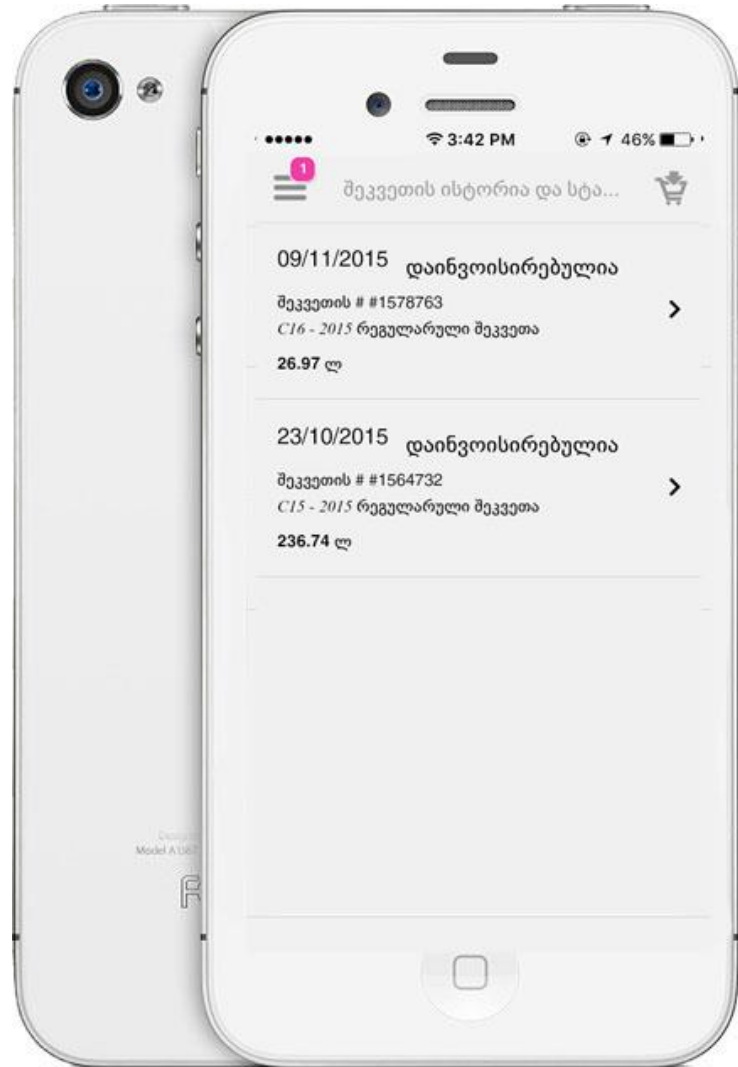 3:42 PM
46%
1
შეკვეთის ისტორია და სტა...
09/11/2015 დაინვოისირებულია
შეკვეთის # #1578763
C16 - 2015 რეგულარული შეკვეთა
26.97 ლ
23/10/2015 დაინვოისირებულია
შეკვეთის # #1564732
C15 - 2015 რეგულარული შეკვეთა
236.74 ლ
Model